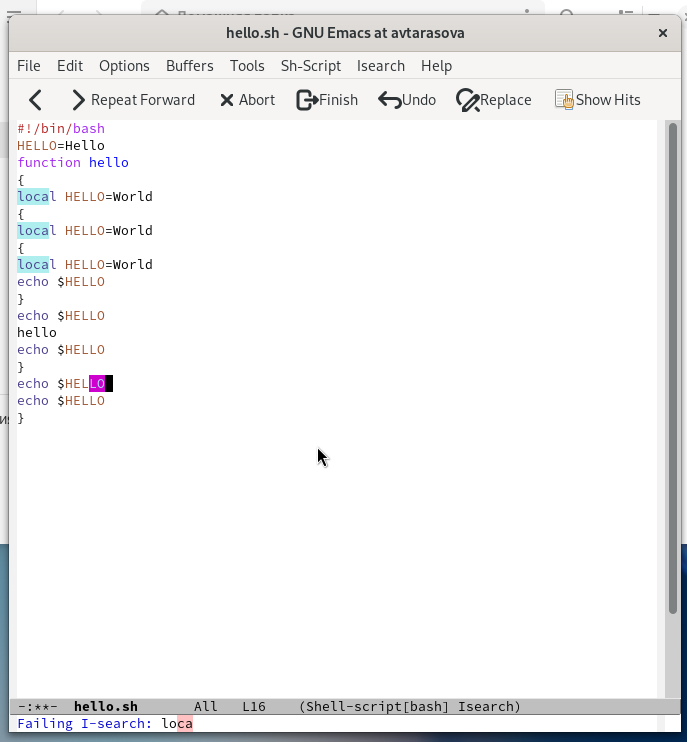 hello.sh - GNU Emacs at avtarasova
File Edit Options Buffers Tools Sh-Script Isearch Help
Repeat Forward Abort Finish Undo Replace Show Hits
#!/bin/bash
HELLO=Hello
function hello
{
local HELLO=World
{
local HELLO=World
{
local HELLO=World
echo $HELLO
}
echo $HELLO
hello
echo $HELLO
}
echo $HELLO
echo $HELLO
}
-:**- hello.sh All L16 (Shell-script[bash] Isearch)
Failing I-search: loca